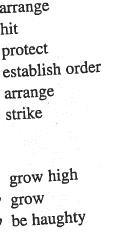 arrange
hit
protect
establish order
arrange
strike
grow high
grow
be haughty